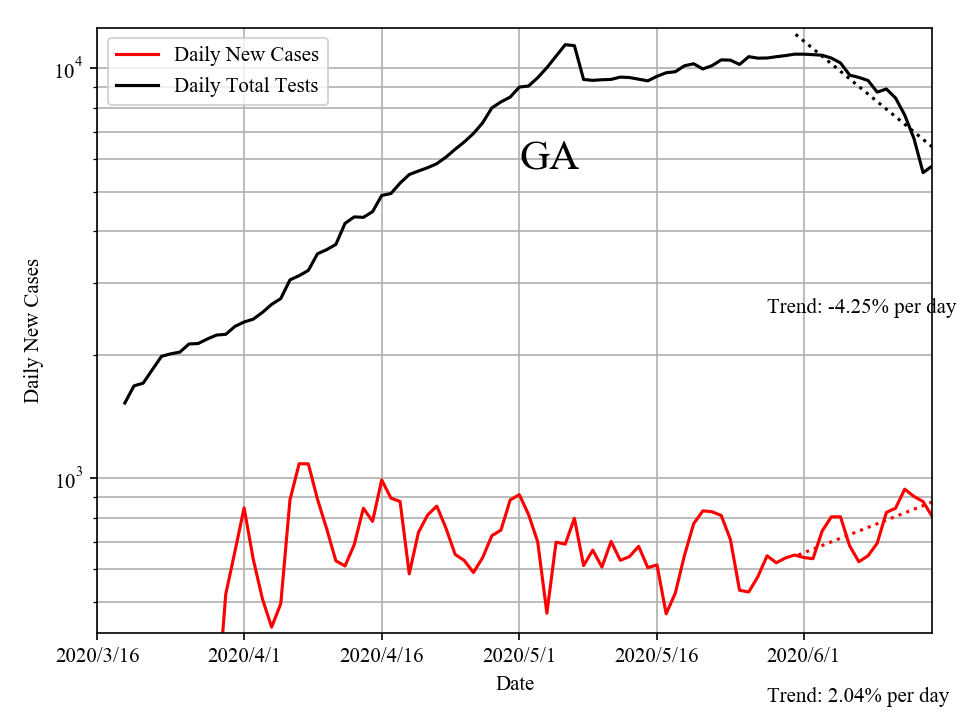 Daily New Cases
Daily Total Tests
10^4
GA
Daily New Cases
Trend: -4.25% per day
10^3
2020/3/16
2020/4/1
2020/4/16
2020/5/1
2020/5/16
2020/6/1
Date
Trend: 2.04% per day